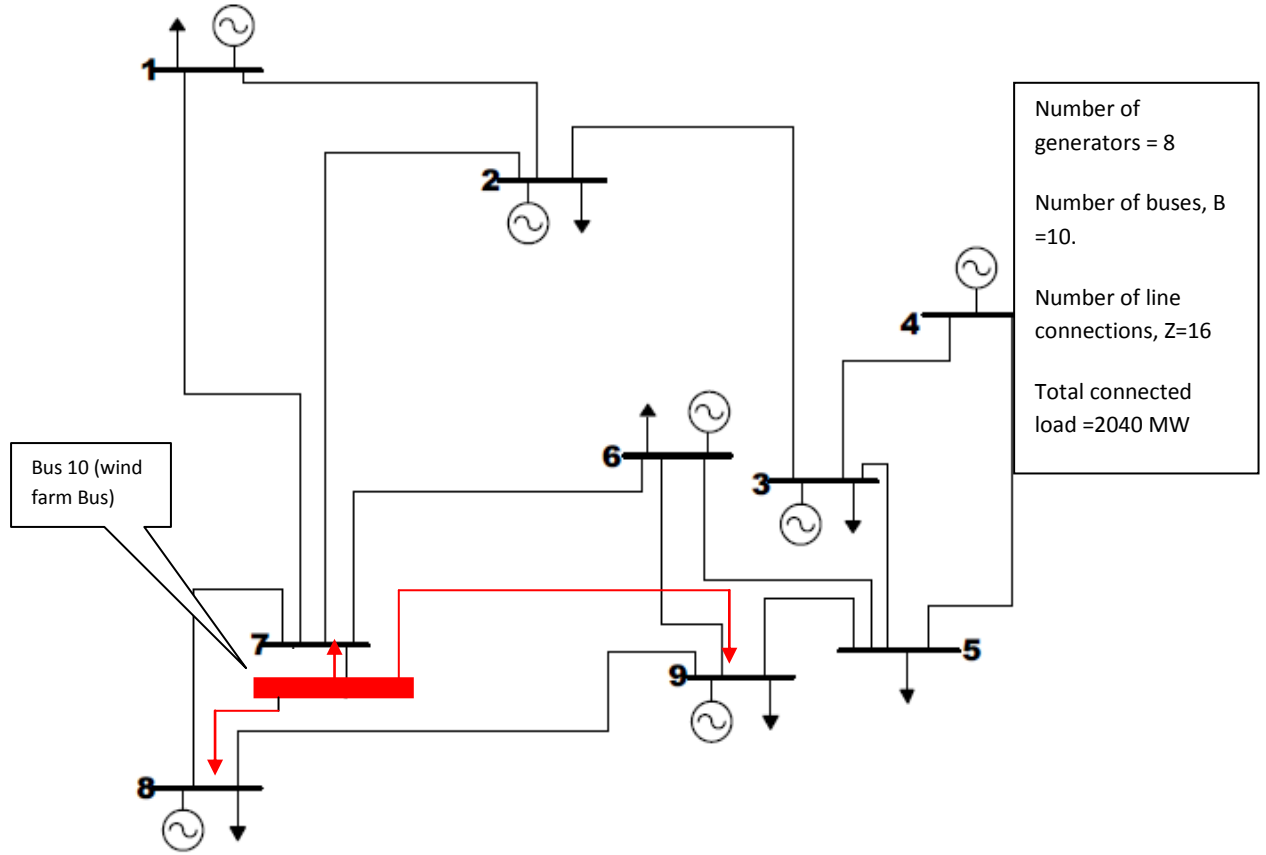 1
2
Number of
generators = 8
Number of buses, B
=10.
Number of line
connections, Z=16
Total connected
load =2040 MW
4
6
3
Bus 10 (wind
farm Bus)
7
5
9
8